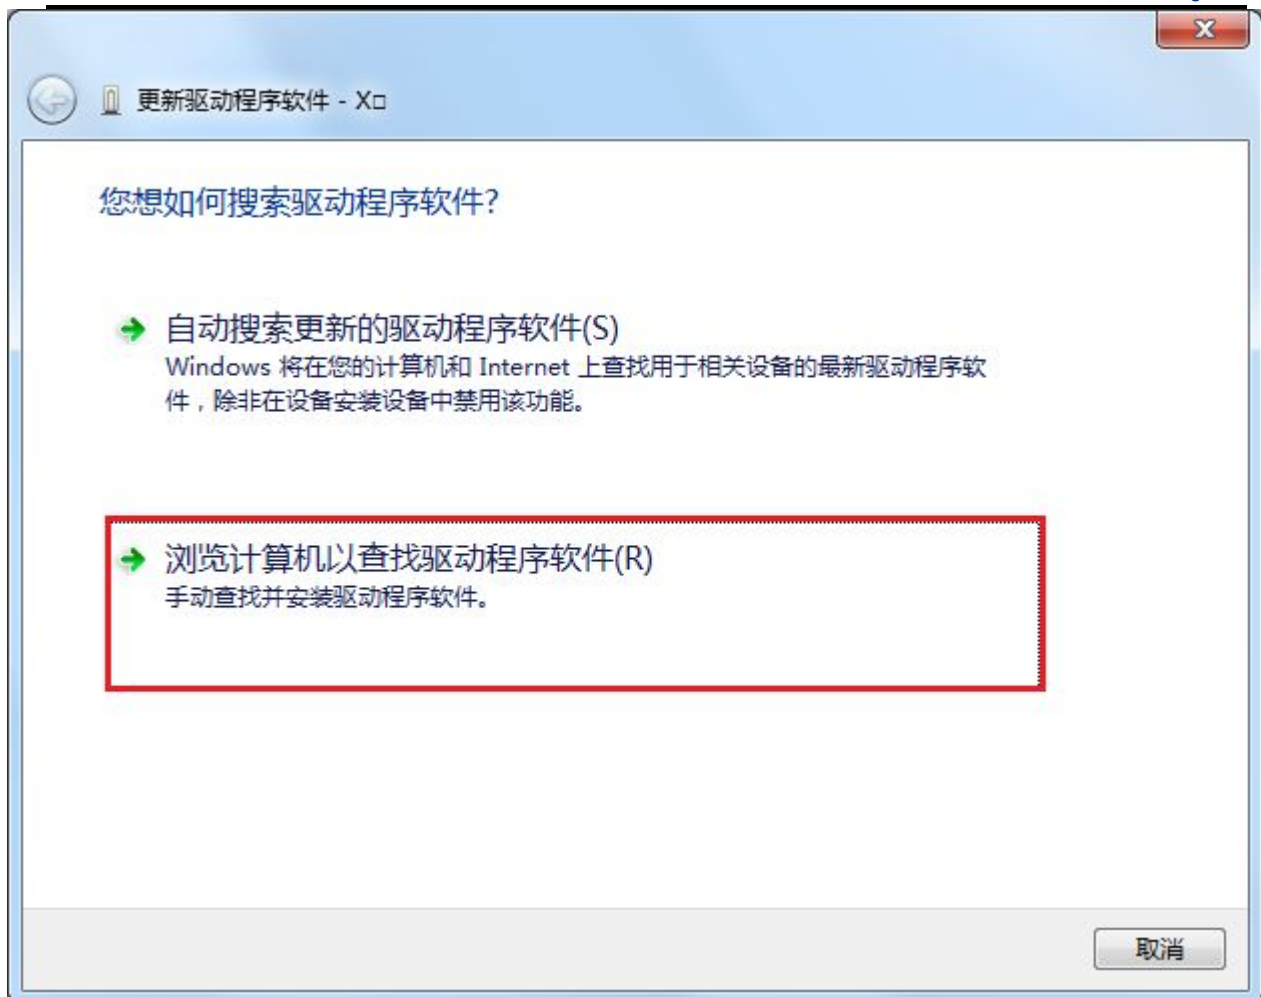 更新驱动程序软件 - X□
您想如何搜索驱动程序软件?
自动搜索更新的驱动程序软件(S)
Windows 将在您的计算机和 Internet 上查找用于相关设备的最新驱动程序软
件，除非在设备安装设备中禁用该功能。
浏览计算机以查找驱动程序软件(R)
手动查找并安装驱动程序软件。
取消